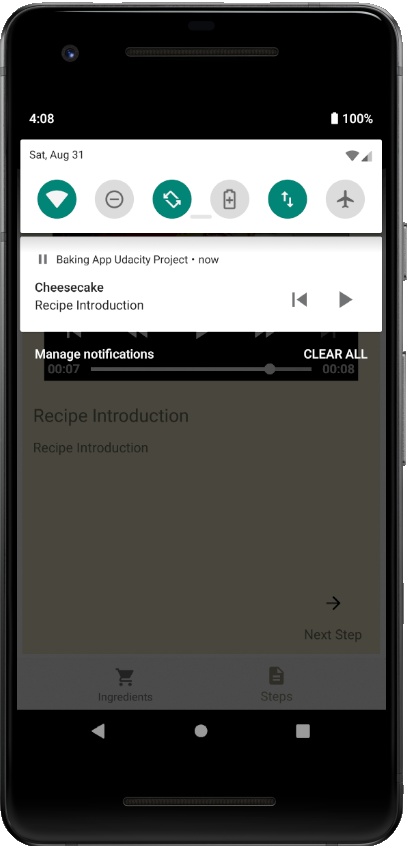 4:08 100%
Sat, Aug 31
Baking App Udacity Project • now
Cheesecake
Recipe Introduction
Manage notifications CLEAR ALL
00:07 00:08
Recipe Introduction
Recipe Introduction
Next Step
Ingredients Steps